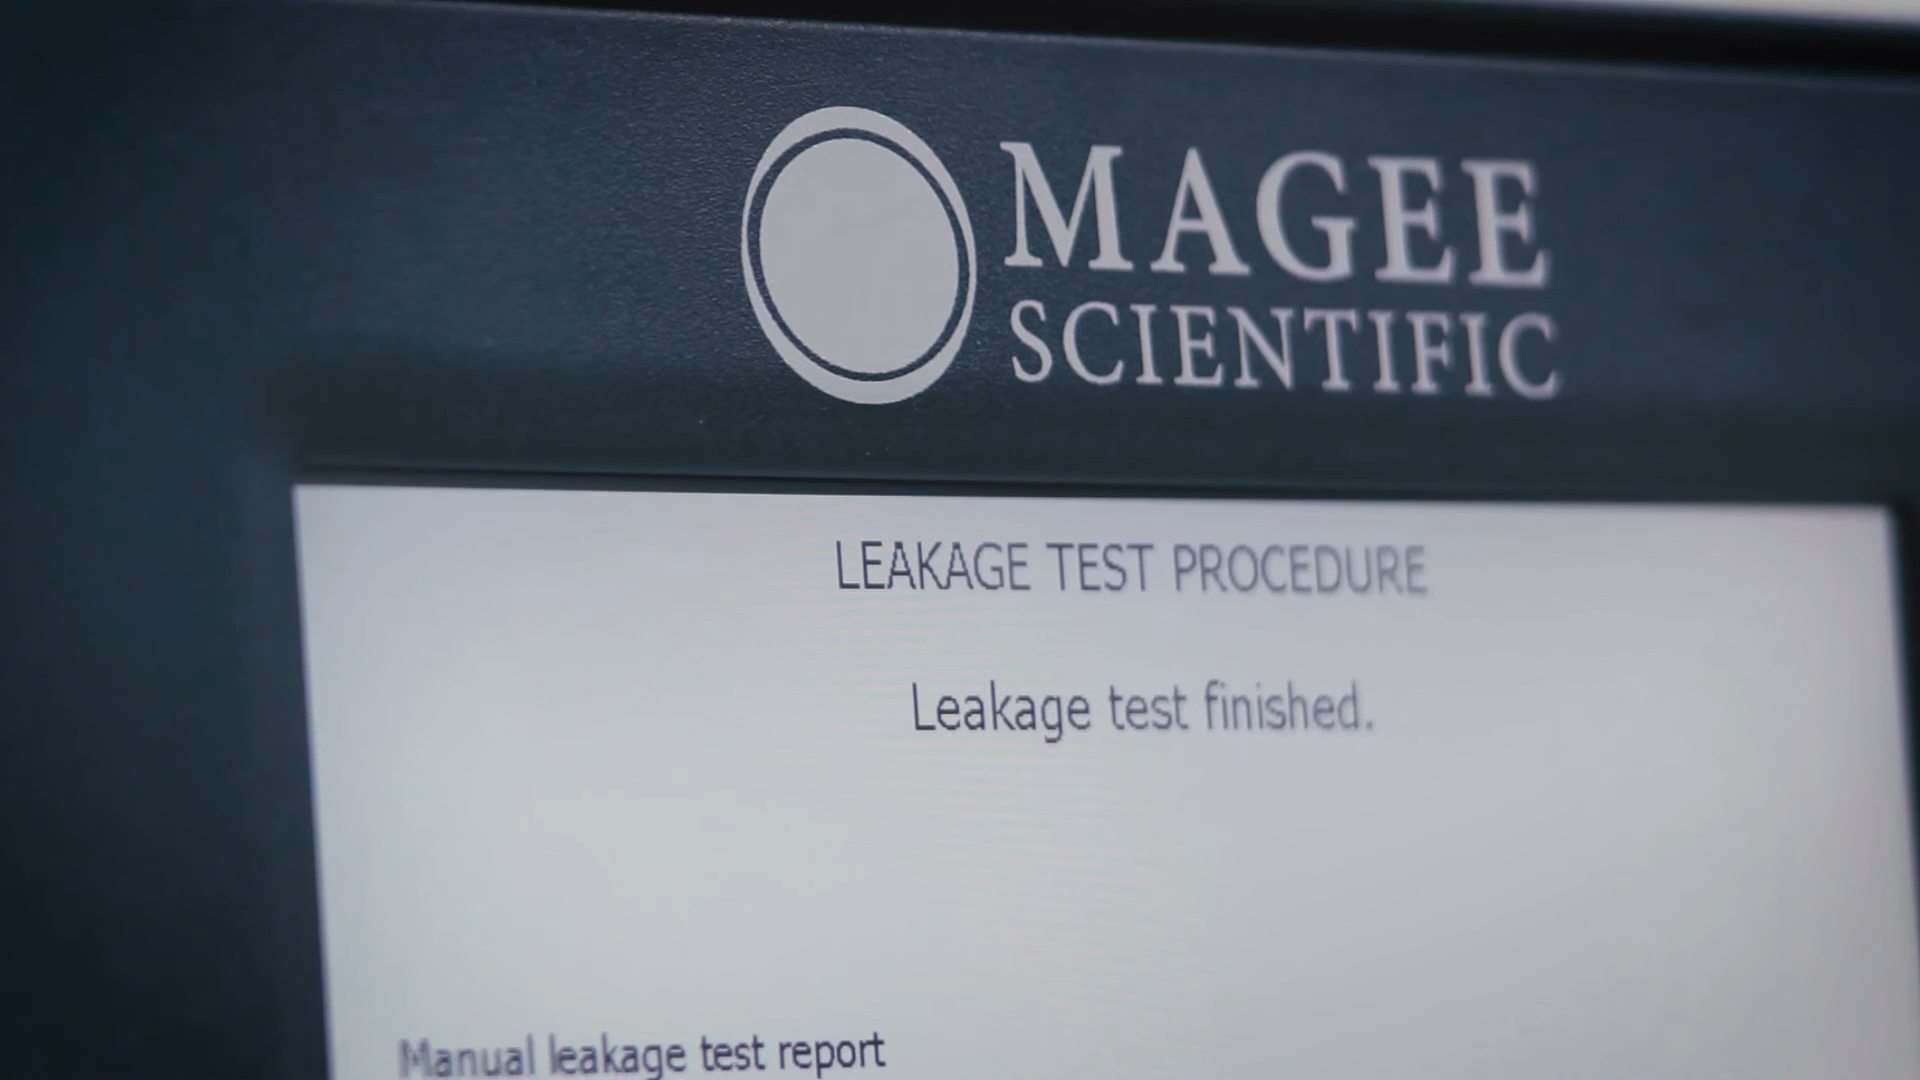 MAGEE
SCIENTIFIC
LEAKAGE TEST PROCEDURE
Leakage test finished.
Manual leakage test report